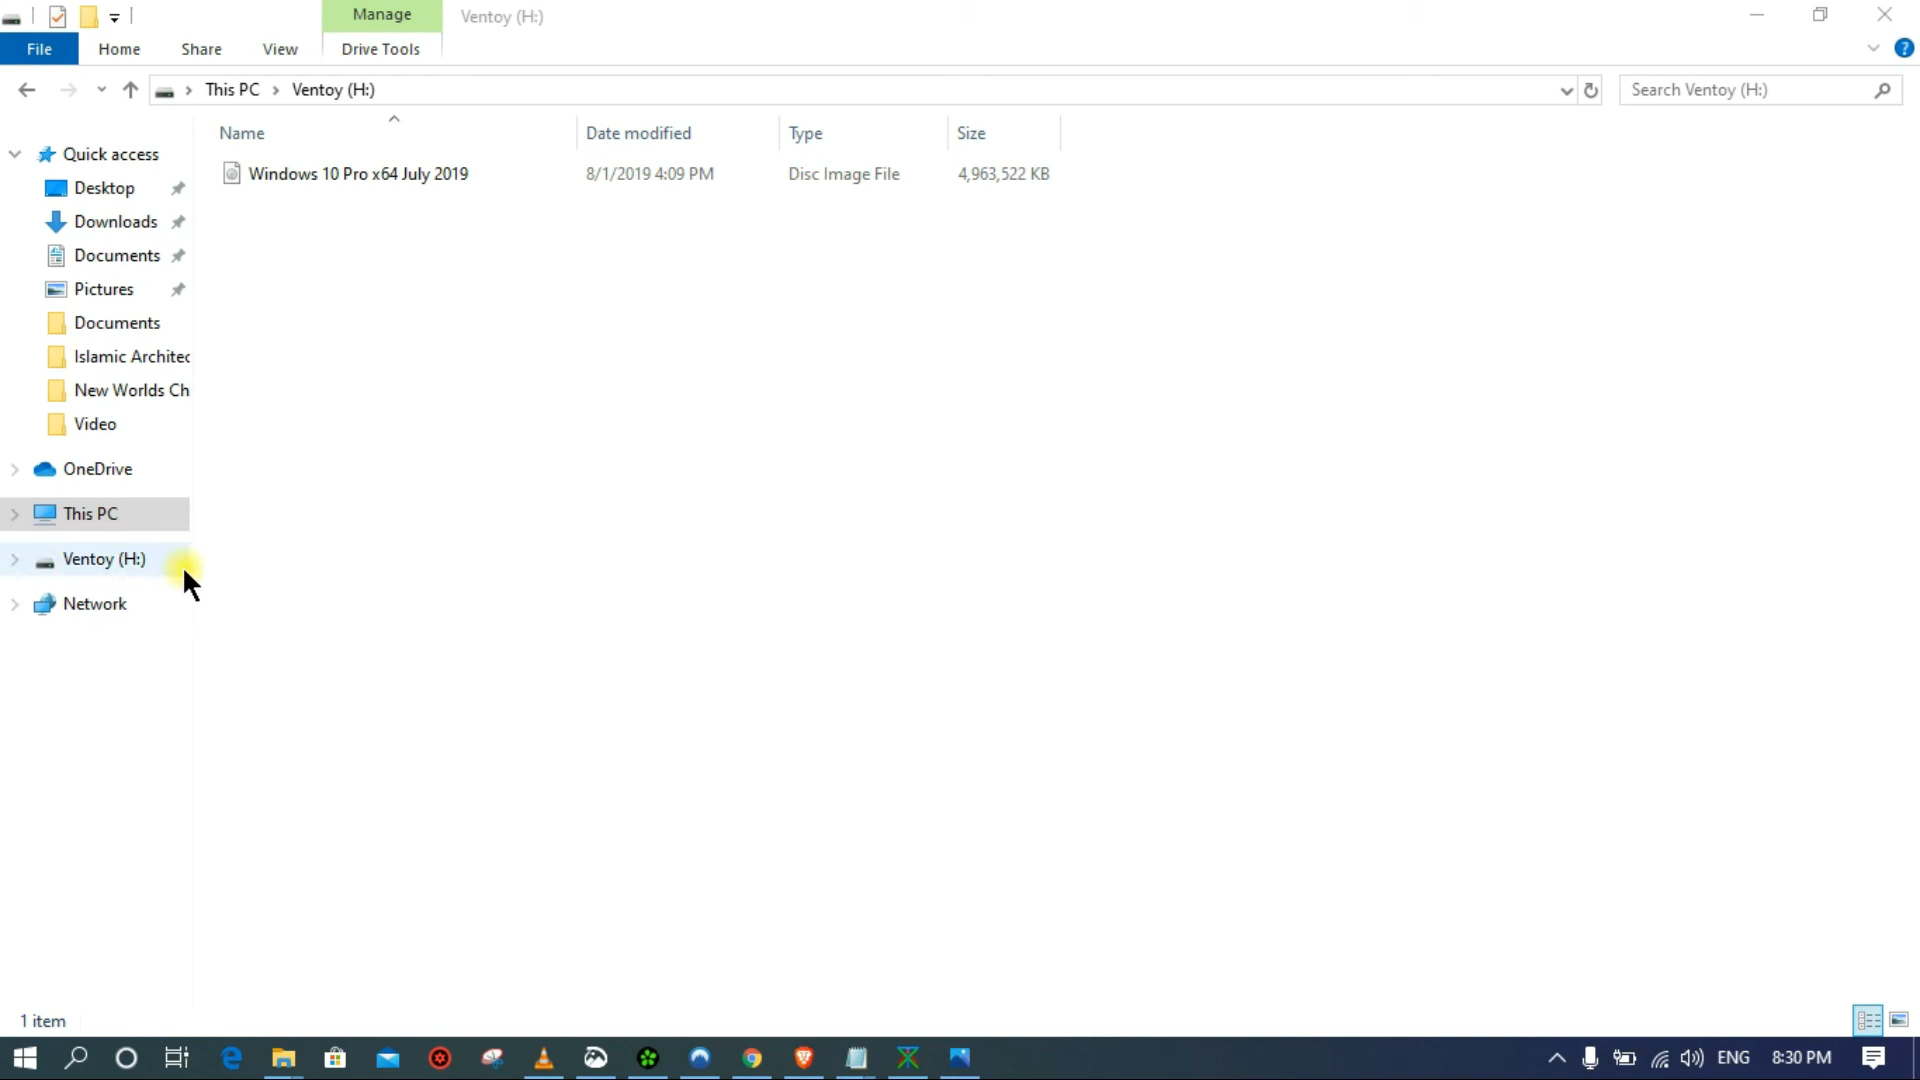 Manage
Ventoy (H:)
File
Home
Share
View
Drive Tools
This PC
Ventoy (H:)
Search Ventoy (H:)
Name
Date modified
Type
Size
Quick access
Windows 10 Pro x64 July 2019
8/1/2019 4:09 PM
Disc Image File
4,963,522 KB
Desktop
Downloads
Documents
Pictures
Documents
Islamic Architec
New Worlds Ch
Video
OneDrive
This PC
Ventoy (H:)
Network
1 item
ENG
8:30 PM